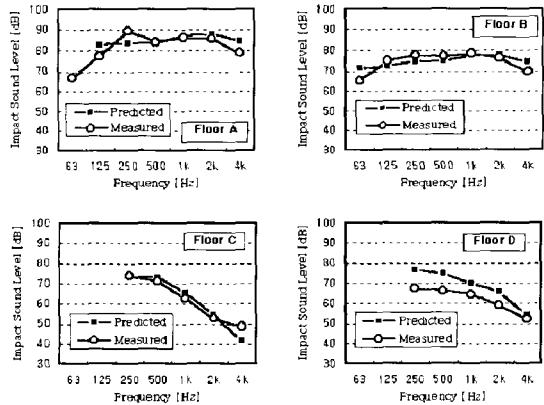 Impact Sound Level [dB]
90
80
70
60
50
40
30
Predicted
Measured
Floor A
63 125 250 500 1k 2k 4k
Frequency [Hz]
Impact Sound Level [dB]
100
90
80
70
60
50
40
30
Floor B
Predicted
Measured
63 125 250 500 1k 2k 4k
Frequency [Hz]
Impact Sound Level [dB]
100
90
80
70
60
50
40
30
Floor C
Predicted
Measured
63 125 250 500 1k 2k 4k
Frequency [Hz]
Impact Sound Level [dB]
100
90
80
70
60
50
40
30
Floor D
Predicted
Measured
63 125 250 500 1k 2k 4k
Frequency [Hz]